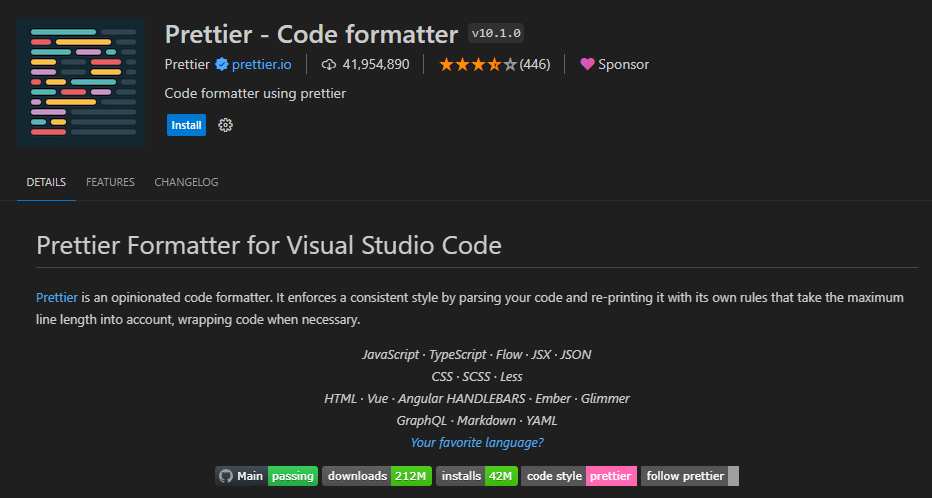 Prettier - Code formatter v10.1.0
Prettier prettier.io 41,954,890 (446) Sponsor
Code formatter using prettier
Install
DETAILS FEATURES CHANGELOG
Prettier Formatter for Visual Studio Code
Prettier is an opinionated code formatter. It enforces a consistent style by parsing your code and re-printing it with its own rules that take the maximum
line length into account, wrapping code when necessary.
JavaScript · TypeScript · Flow · JSX · JSON
CSS · SCSS · Less
HTML · Vue · Angular HANDLEBARS · Ember · Glimmer
GraphQL · Markdown · YAML
Your favorite language?
Main passing downloads 212M installs 42M code style prettier follow prettier